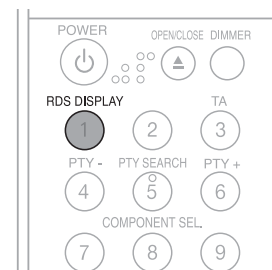 POWER OPEN/CLOSE DIMMER
RDS DISPLAY TA
1 2 3
PTY - PTY SEARCH PTY +
4 5 6
COMPONENT SEL.
7 8 9